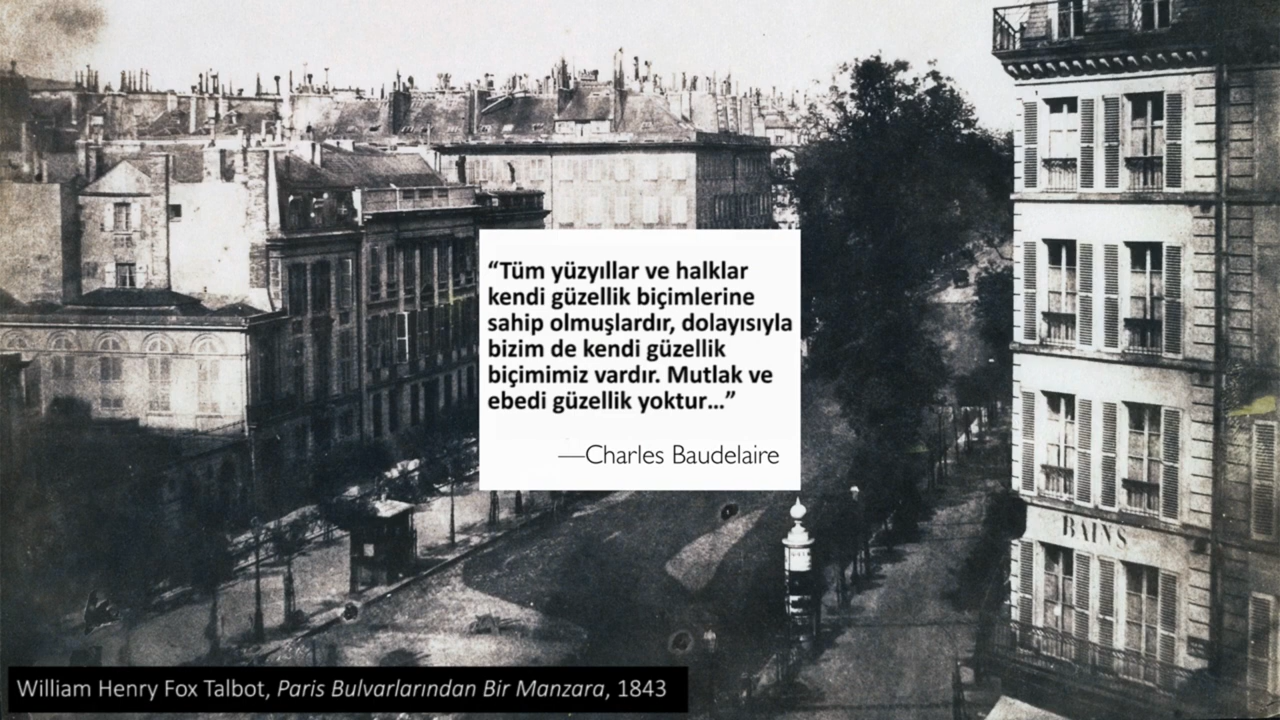 “Tüm yüzyıllar ve halklar
kendi güzellik biçimlerine
sahip olmuşlardır, dolayısıyla
bizim de kendi güzellik
biçimimiz vardır. Mutlak ve
ebedi güzellik yoktur...”
—Charles Baudelaire
BAINS
William Henry Fox Talbot, Paris Bulvarlarından Bir Manzara, 1843